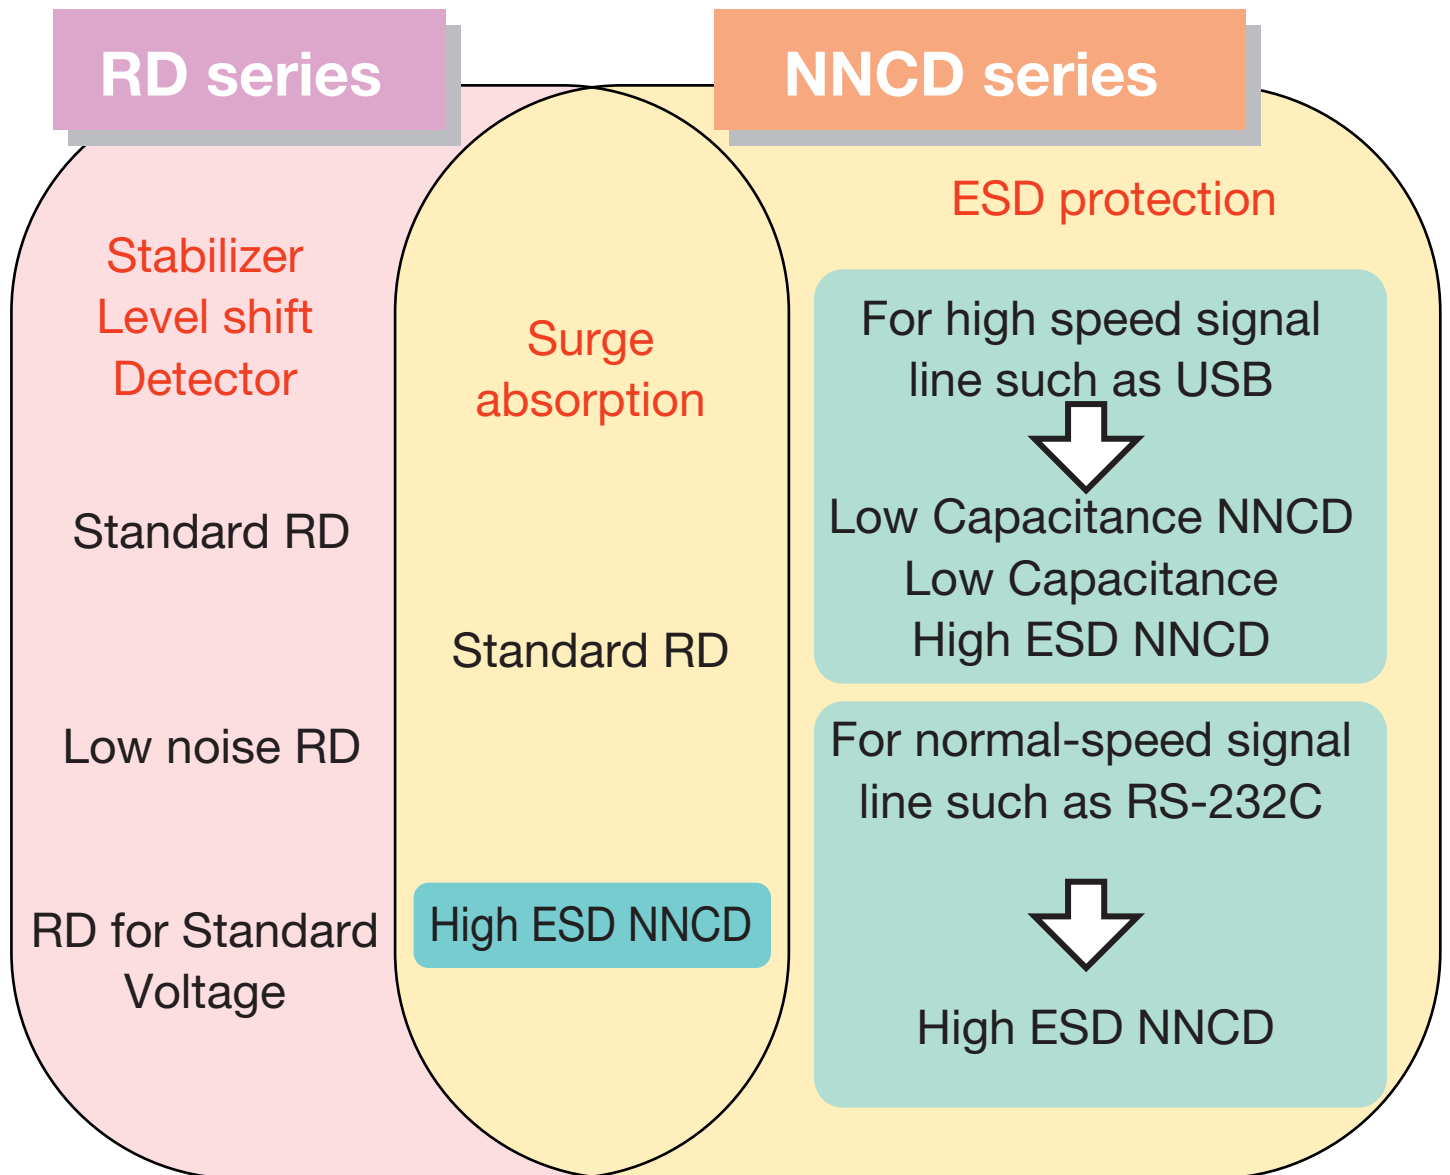 RD series
NNCD series
Stabilizer
Level shift
Detector
Standard RD
Low noise RD
RD for Standard
Voltage
Surge
absorption
Standard RD
High ESD NNCD
ESD protection
For high speed signal
line such as USB
Low Capacitance NNCD
Low Capacitance
High ESD NNCD
For normal-speed signal
line such as RS-232C
High ESD NNCD